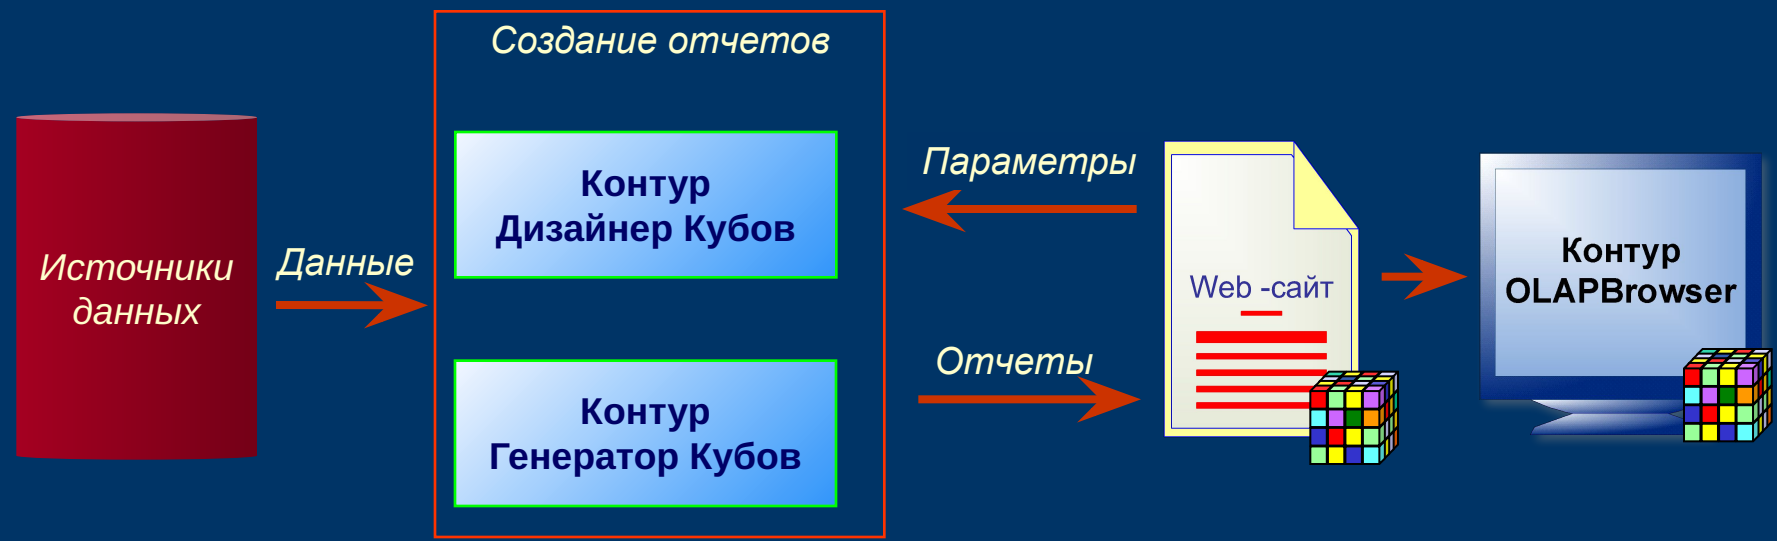 Создание отчетов
Источники
данных
Данные
Контур
Дизайнер Кубов
Контур
Генератор Кубов
Параметры
Отчеты
Web -сайт
Контур
OLAPBrowser